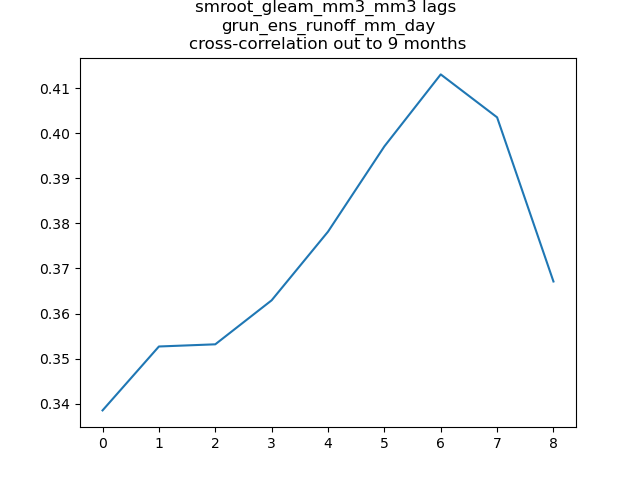 smroot_gleam_mm3_mm3 lags
grun_ens_runoff_mm_day
cross-correlation out to 9 months
0.41
0.40
0.39
0.38
0.37
0.36
0.35
0.34
0 1 2 3 4 5 6 7 8